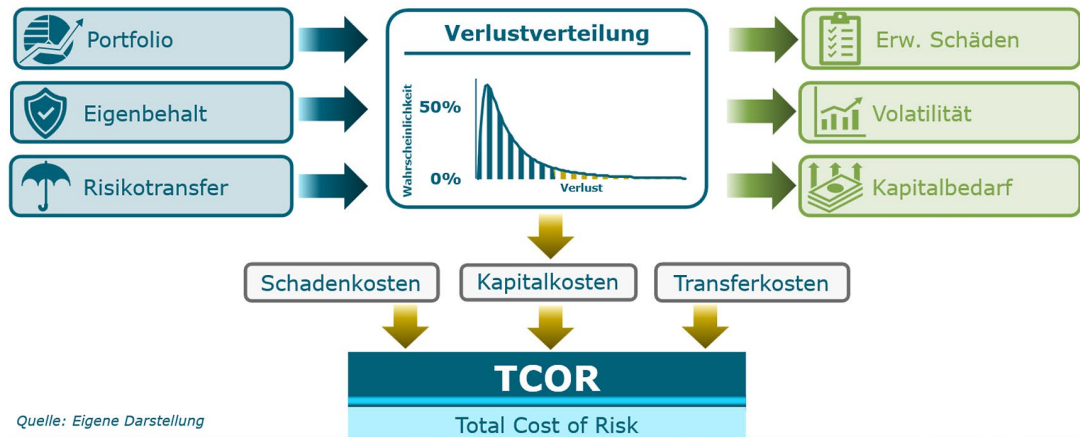 Portfolio
Eigenbehalt
Risikotransfer
Verlustverteilung
Wahrscheinlichkeit
50%
0%
Verlust
Erw. Schäden
Volatilität
Kapitalbedarf
Schadenkosten
Kapitalkosten
Transferkosten
TCOR
Total Cost of Risk
Quelle: Eigene Darstellung